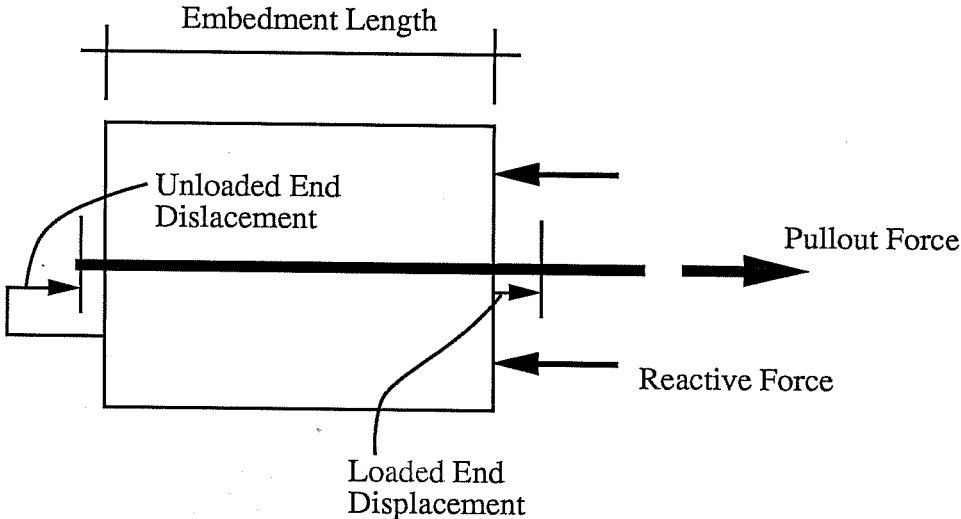 Embedment Length
Unloaded End
Dislacement
Pullout Force
Reactive Force
Loaded End
Displacement